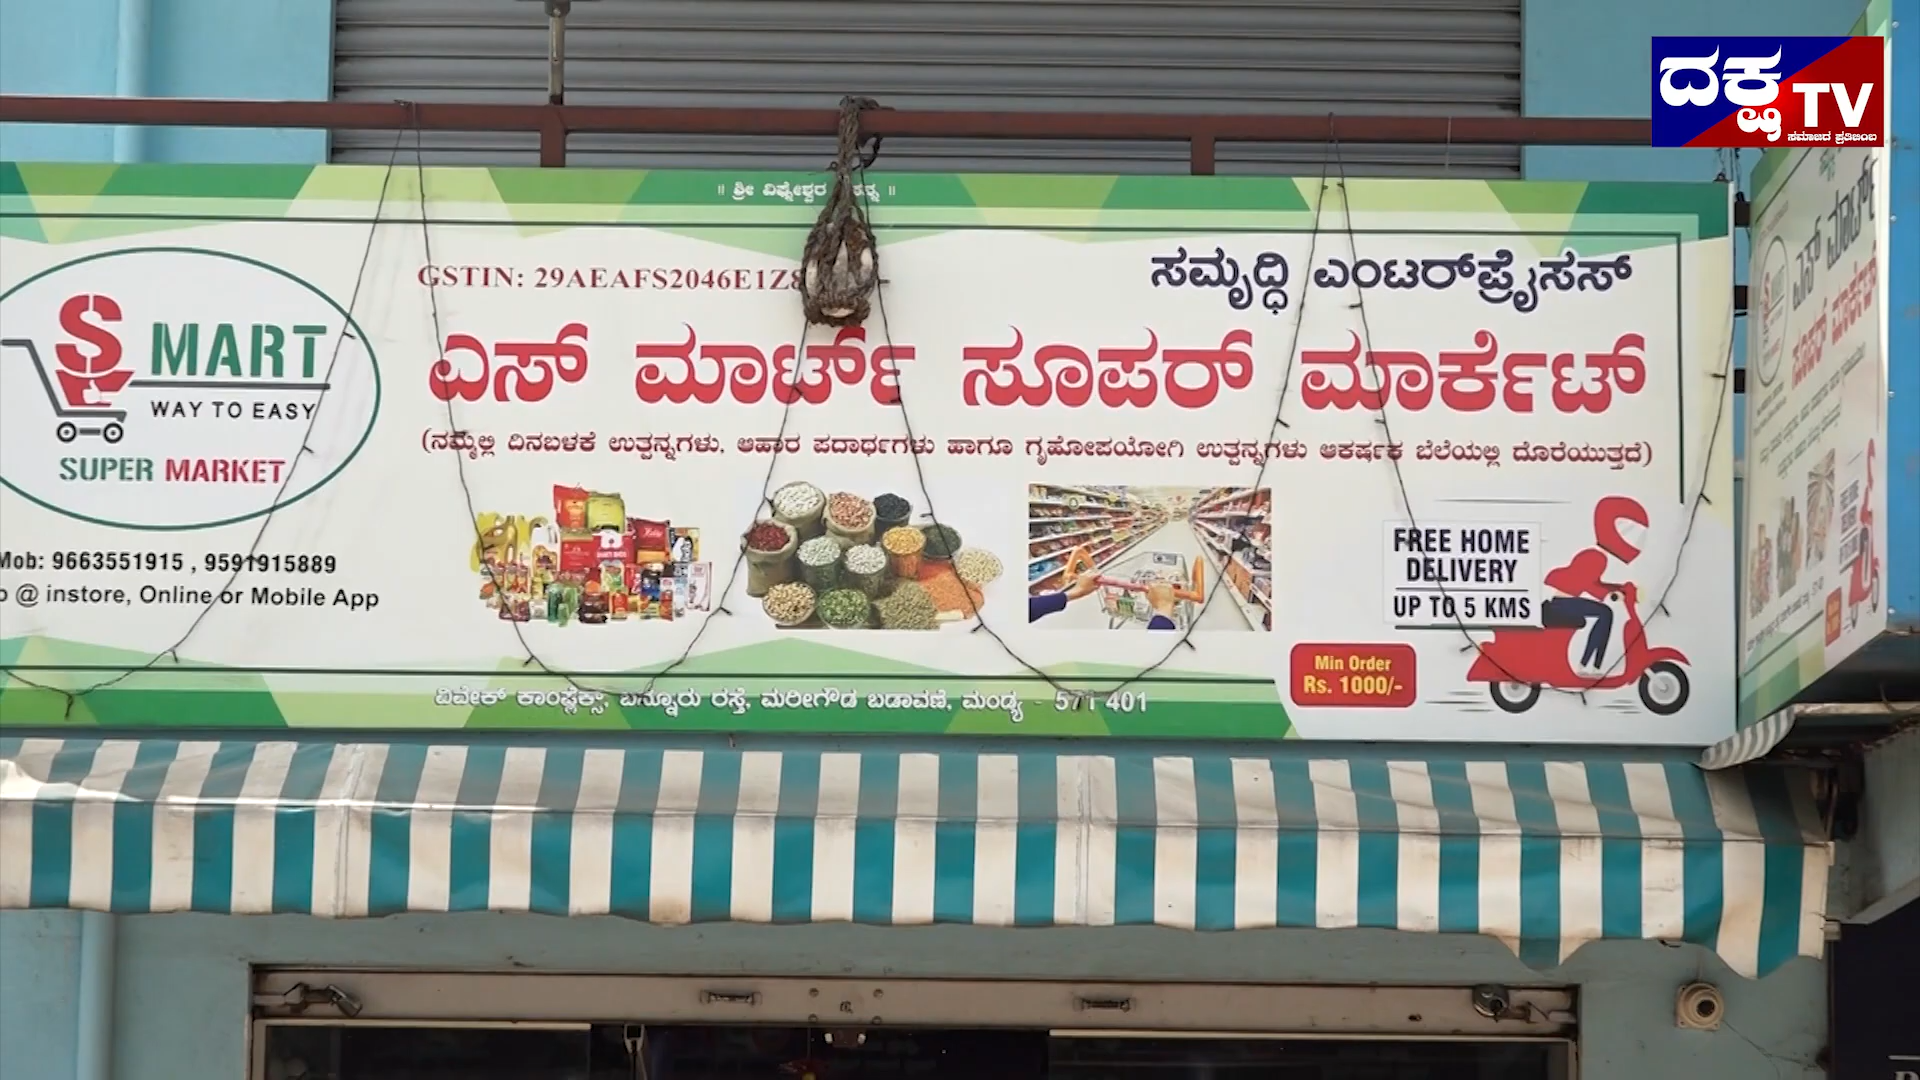 ದಕ್ಷ TV
ಸಮಾಜದ ಪ್ರತಿಬಿಂಬ
॥ ಶ್ರೀ ವಿಘ್ನೇಶ್ವರ
GSTIN: 29AEAFS2046E1Z8
ಸಮೃದ್ಧಿ ಎಂಟರ್‌ಪ್ರೈಸಸ್
S MART
WAY TO EASY
SUPER MARKET
ಎಸ್ ಮಾರ್ಟ್ ಸೂಪರ್ ಮಾರ್ಕೆಟ್
(ನಮ್ಮಲ್ಲಿ ದಿನಬಳಕೆ ಉತ್ಪನ್ನಗಳು, ಆಹಾರ ಪದಾರ್ಥಗಳು ಹಾಗೂ ಗೃಹೋಪಯೋಗಿ ಉತ್ಪನ್ನಗಳು ಆಕರ್ಷಕ ಬೆಲೆಯಲ್ಲಿ ದೊರೆಯುತ್ತದೆ)
Mob: 9663551915 , 9591915889
@ instore, Online or Mobile App
FREE HOME
DELIVERY
UP TO 5 KMS
Min Order
Rs. 1000/-
ವಿವೇಕ್ ಕಾಂಪ್ಲೆಕ್ಸ್, ಬನ್ನೂರು ರಸ್ತೆ, ಮರೀಗೌಡ ಬಡಾವಣೆ, ಮಂಡ್ಯ - 571 401
ಎಸ್ ಮಾರ್ಟ್
ಸೂಪರ್ ಮಾರ್ಕೆಟ್